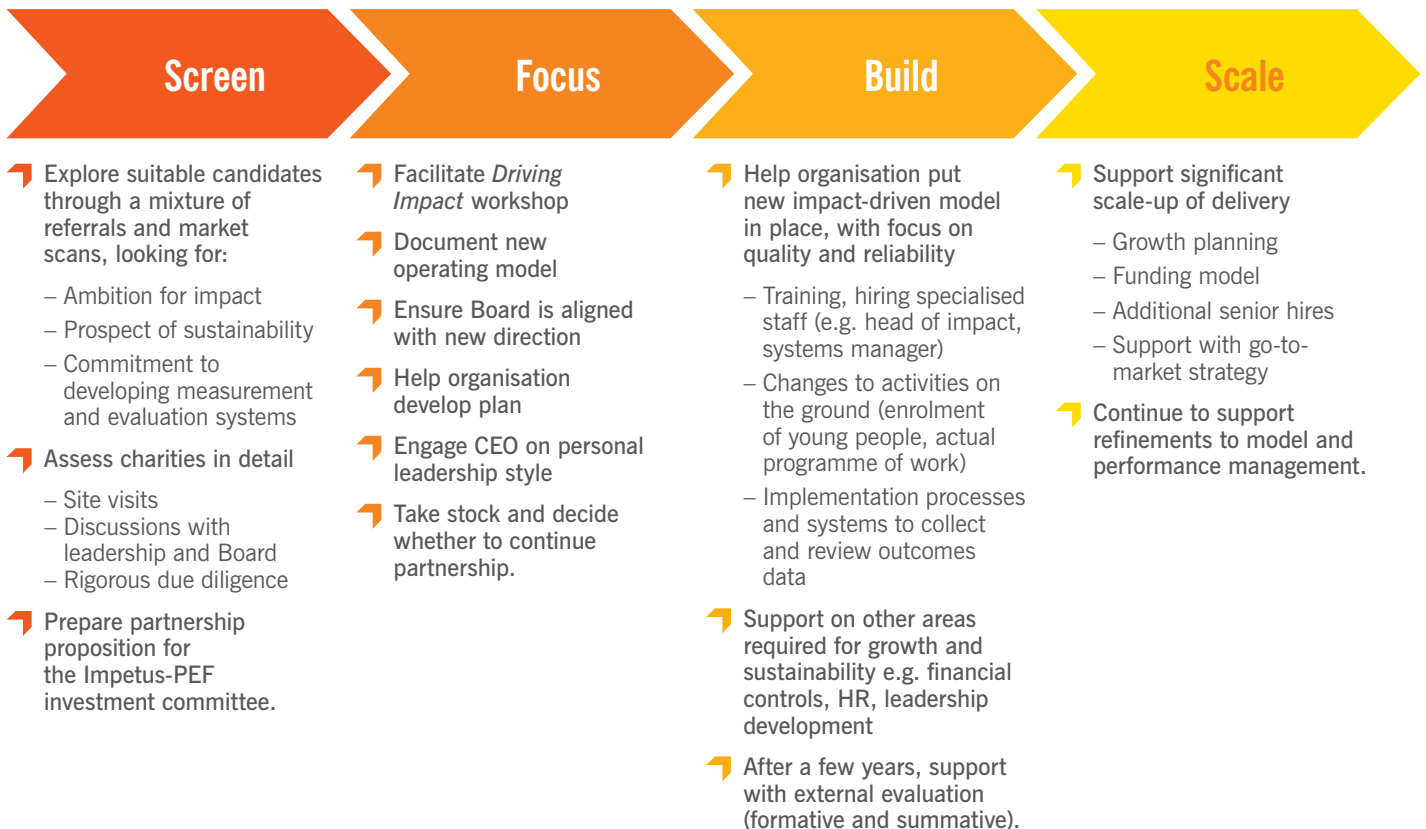 Screen
Focus
Build
Scale
Explore suitable candidates
through a mixture of
referrals and market
scans, looking for:
– Ambition for impact
– Prospect of sustainability
– Commitment to
developing measurement
and evaluation systems
Assess charities in detail
– Site visits
– Discussions with
leadership and Board
– Rigorous due diligence
Prepare partnership
proposition for
the Impetus-PEF
investment committee.
Facilitate Driving
Impact workshop
Document new
operating model
Ensure Board is aligned
with new direction
Help organisation
develop plan
Engage CEO on personal
leadership style
Take stock and decide
whether to continue
partnership.
Help organisation put
new impact-driven model
in place, with focus on
quality and reliability
– Training, hiring specialised
staff (e.g. head of impact,
systems manager)
– Changes to activities on
the ground (enrolment
of young people, actual
programme of work)
– Implementation processes
and systems to collect
and review outcomes
data
Support on other areas
required for growth and
sustainability e.g. financial
controls, HR, leadership
development
After a few years, support
with external evaluation
(formative and summative).
Support significant
scale-up of delivery
– Growth planning
– Funding model
– Additional senior hires
– Support with go-to-
market strategy
Continue to support
refinements to model and
performance management.